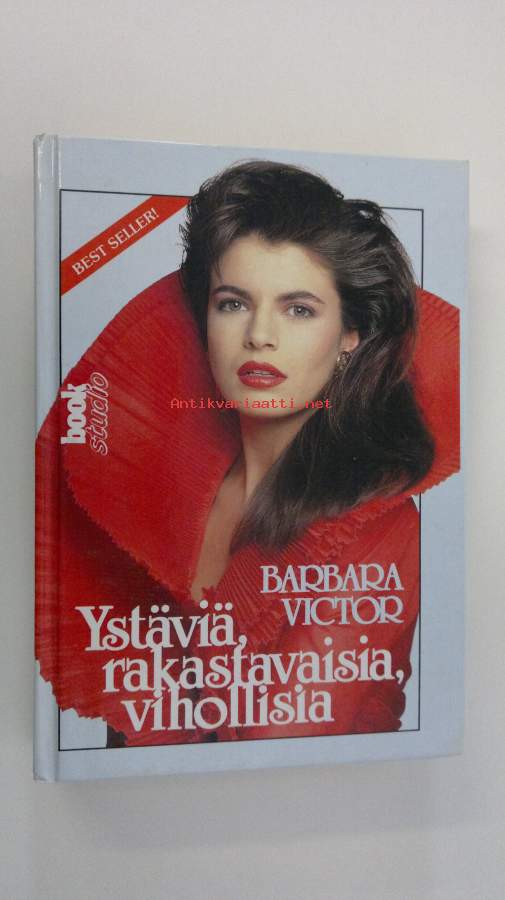 BEST SELLER!
book
studio
Antikvariaatti.net
BARBARA
VICTOR
Ystäviä,
rakastavaisia,
vihollisia